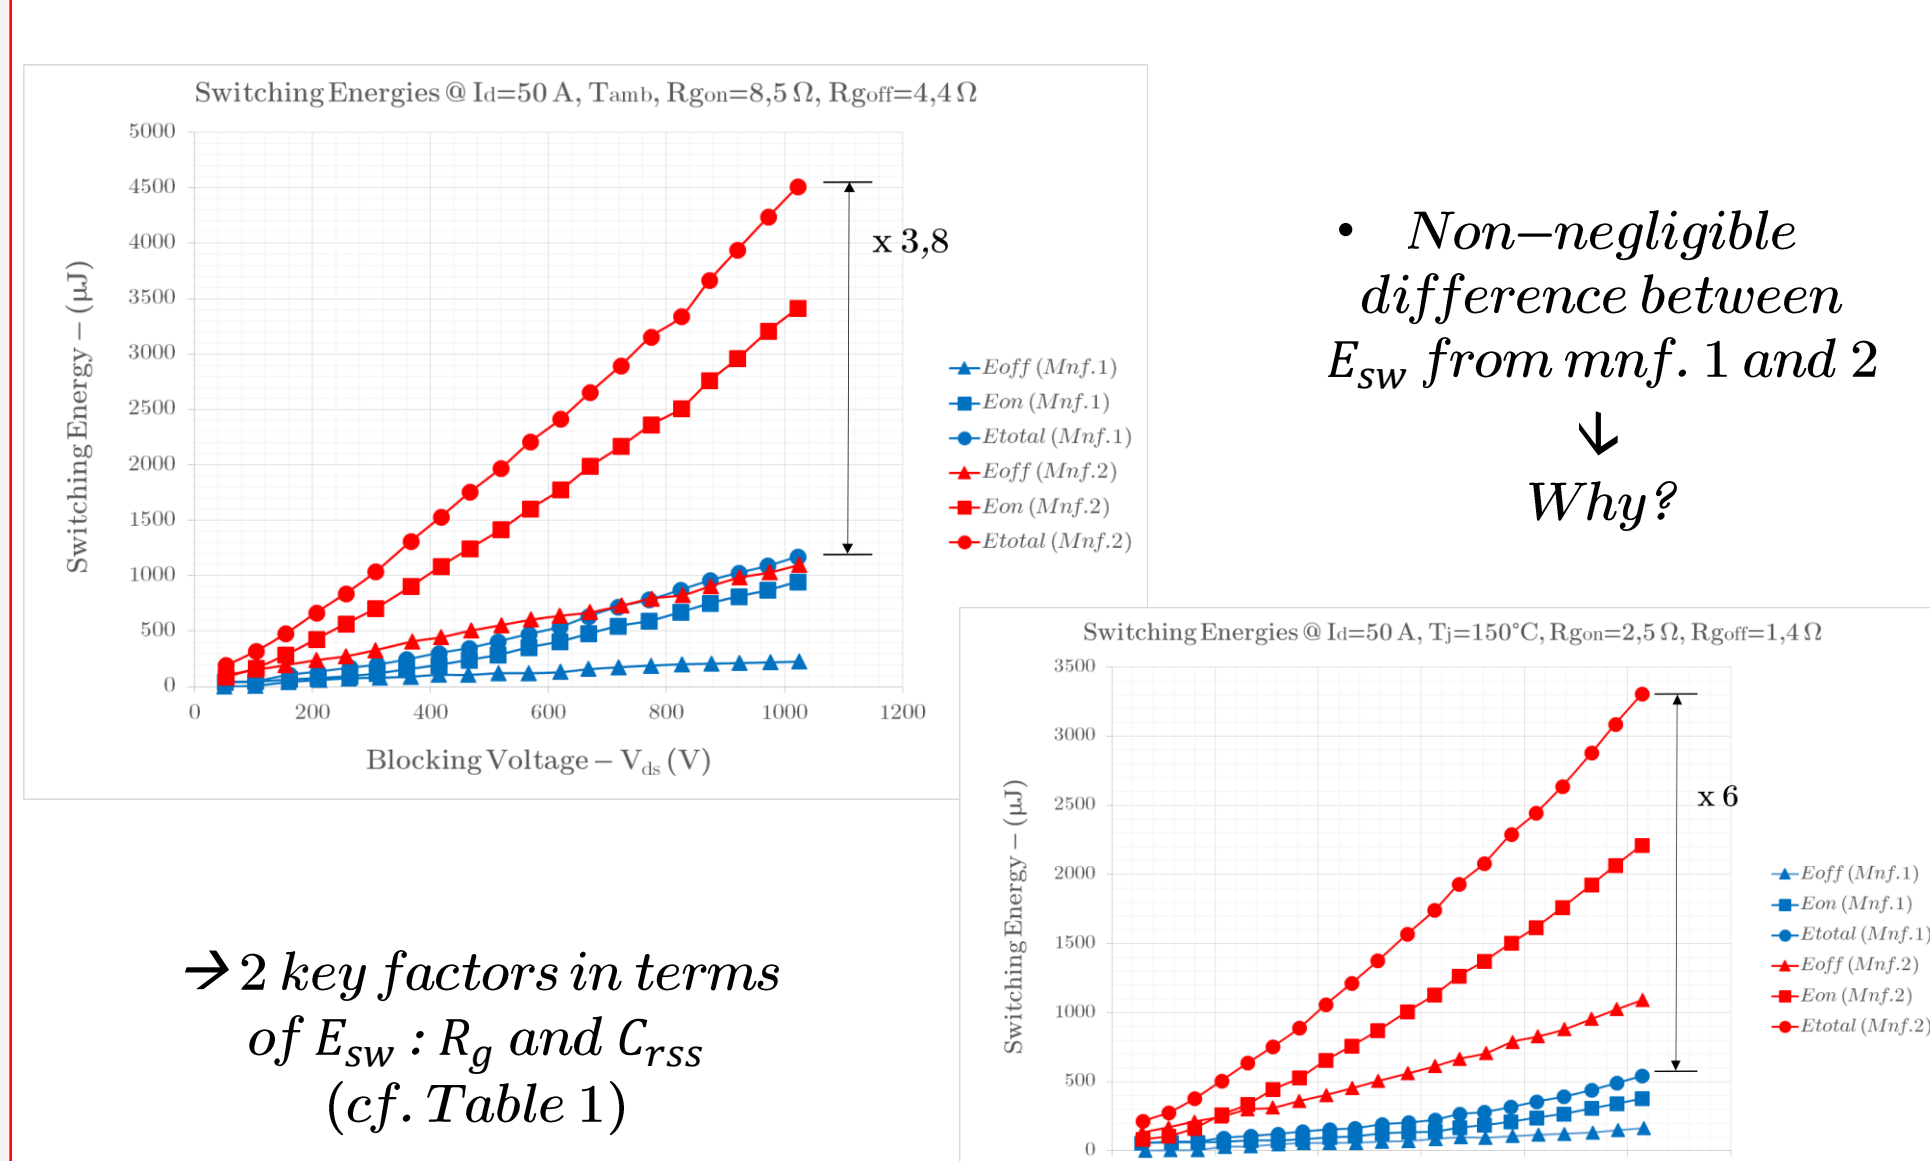 Switching Energies @ Id=50 A, Tamb, Rgon=8,5 Ω, Rgoff=4,4 Ω
5000
4500
4000
3500
3000
2500
2000
1500
1000
500
0
Switching Energy – (µJ)
0 200 400 600 800 1000 1200
Blocking Voltage – Vds (V)
x 3,8
Eoff (Mnf.1)
Eon (Mnf.1)
Etotal (Mnf.1)
Eoff (Mnf.2)
Eon (Mnf.2)
Etotal (Mnf.2)
• Non–negligible
difference between
Esw from mnf. 1 and 2
↓
Why?
→ 2 key factors in terms
of Esw : Rg and Crss
(cf. Table 1)
Switching Energies @ Id=50 A, Tj=150°C, Rgon=2,5 Ω, Rgoff=1,4 Ω
3500
3000
2500
2000
1500
1000
500
0
Switching Energy – (µJ)
x 6
Eoff (Mnf.1)
Eon (Mnf.1)
Etotal (Mnf.1)
Eoff (Mnf.2)
Eon (Mnf.2)
Etotal (Mnf.2)